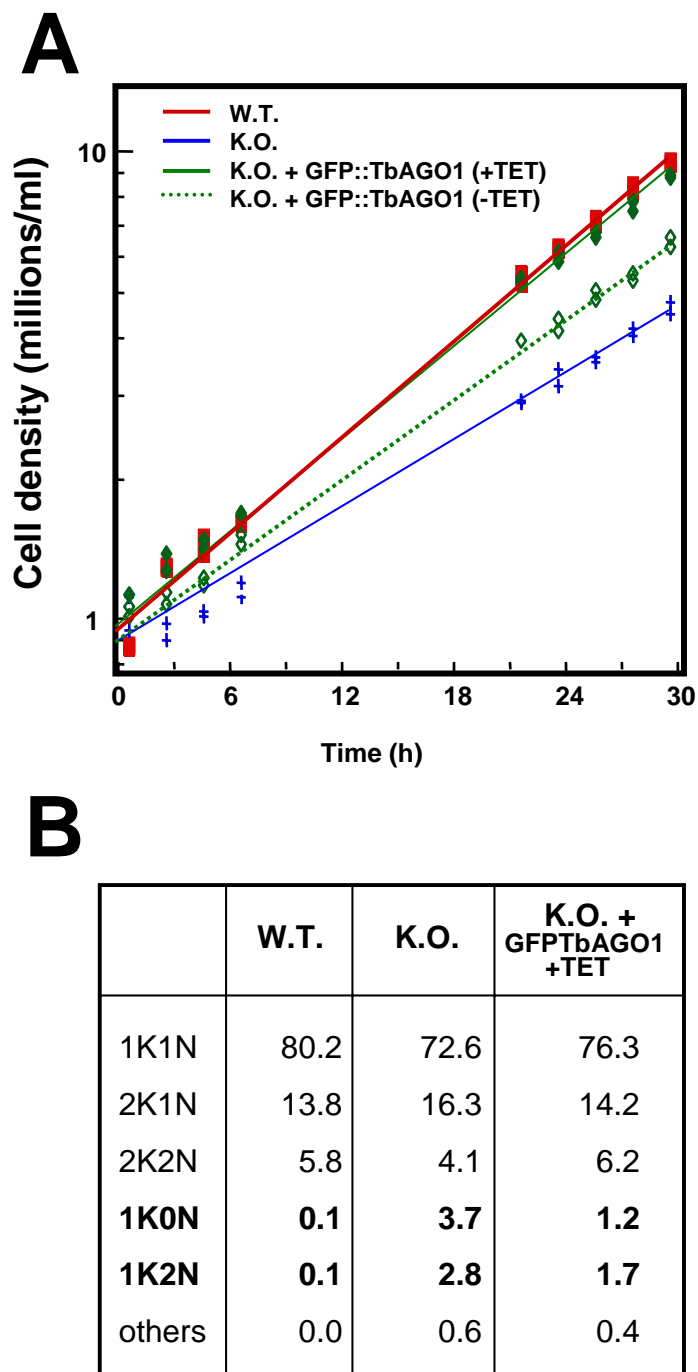 A
W.T.
K.O.
K.O. + GFP::TbAGO1 (+TET)
K.O. + GFP::TbAGO1 (-TET)
Cell density (millions/ml)
10
1
0 6 12 18 24 30
Time (h)
B
W.T. K.O. K.O. +
GFPTbAGO1
+TET
1K1N 80.2 72.6 76.3
2K1N 13.8 16.3 14.2
2K2N 5.8 4.1 6.2
1K0N 0.1 3.7 1.2
1K2N 0.1 2.8 1.7
others 0.0 0.6 0.4